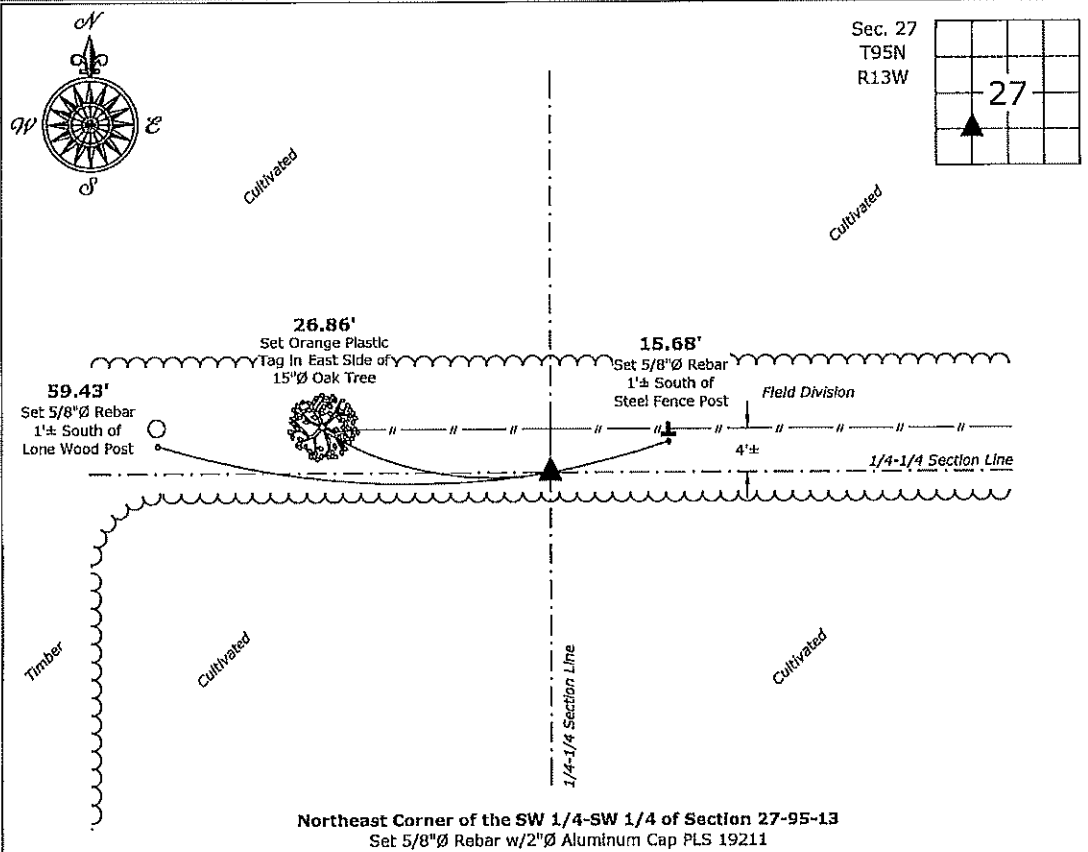 N
W
E
S
Sec. 27
T95N
R13W
27
Cultivated
Cultivated
26.86'
Set Orange Plastic
Tag in East Side of
15"Ø Oak Tree
15.68'
Set 5/8"Ø Rebar
1'± South of
Steel Fence Post
59.43'
Set 5/8"Ø Rebar
1'± South of
Lone Wood Post
Field Division
4'±
1/4-1/4 Section Line
Timber
Cultivated
Cultivated
1/4-1/4 Section Line
Northeast Corner of the SW 1/4-SW 1/4 of Section 27-95-13
Set 5/8"Ø Rebar w/2"Ø Aluminum Cap PLS 19211